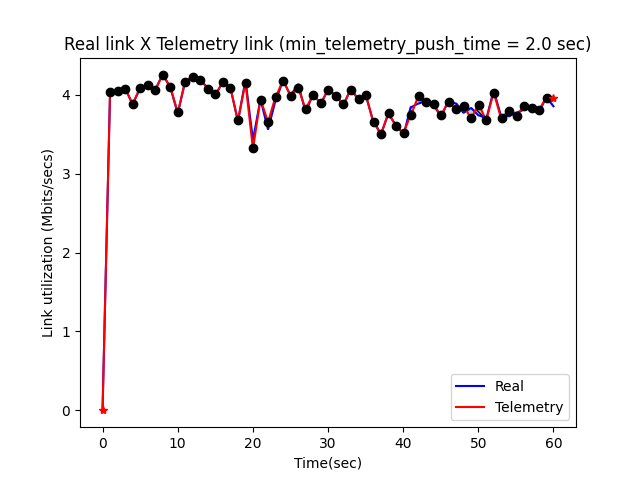 Real link X Telemetry link (min_telemetry_push_time = 2.0 sec)
Link utilization (Mbits/secs)
4
3
2
1
0
0 10 20 30 40 50 60
Time(sec)
Real
Telemetry